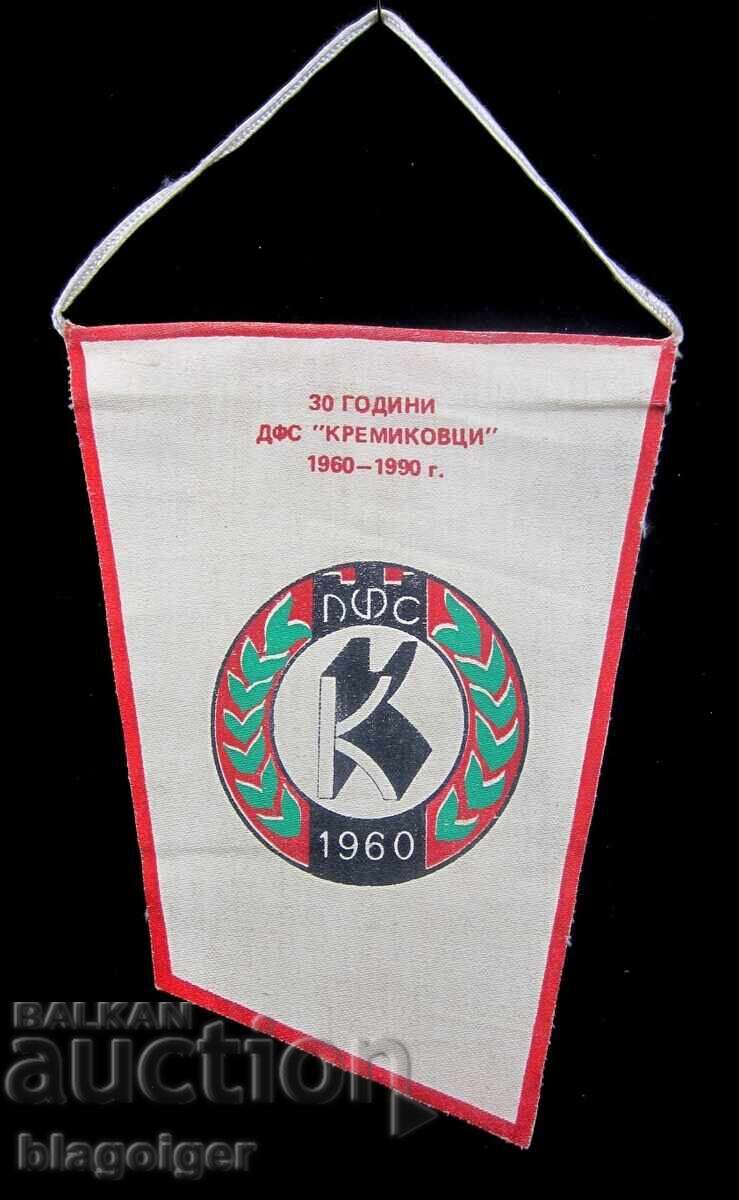 30 ГОДИНИ
ДФС "КРЕМИКОВЦИ"
1960–1990 г.
ДФС
К
1960
BALKAN
auction
blagoiger